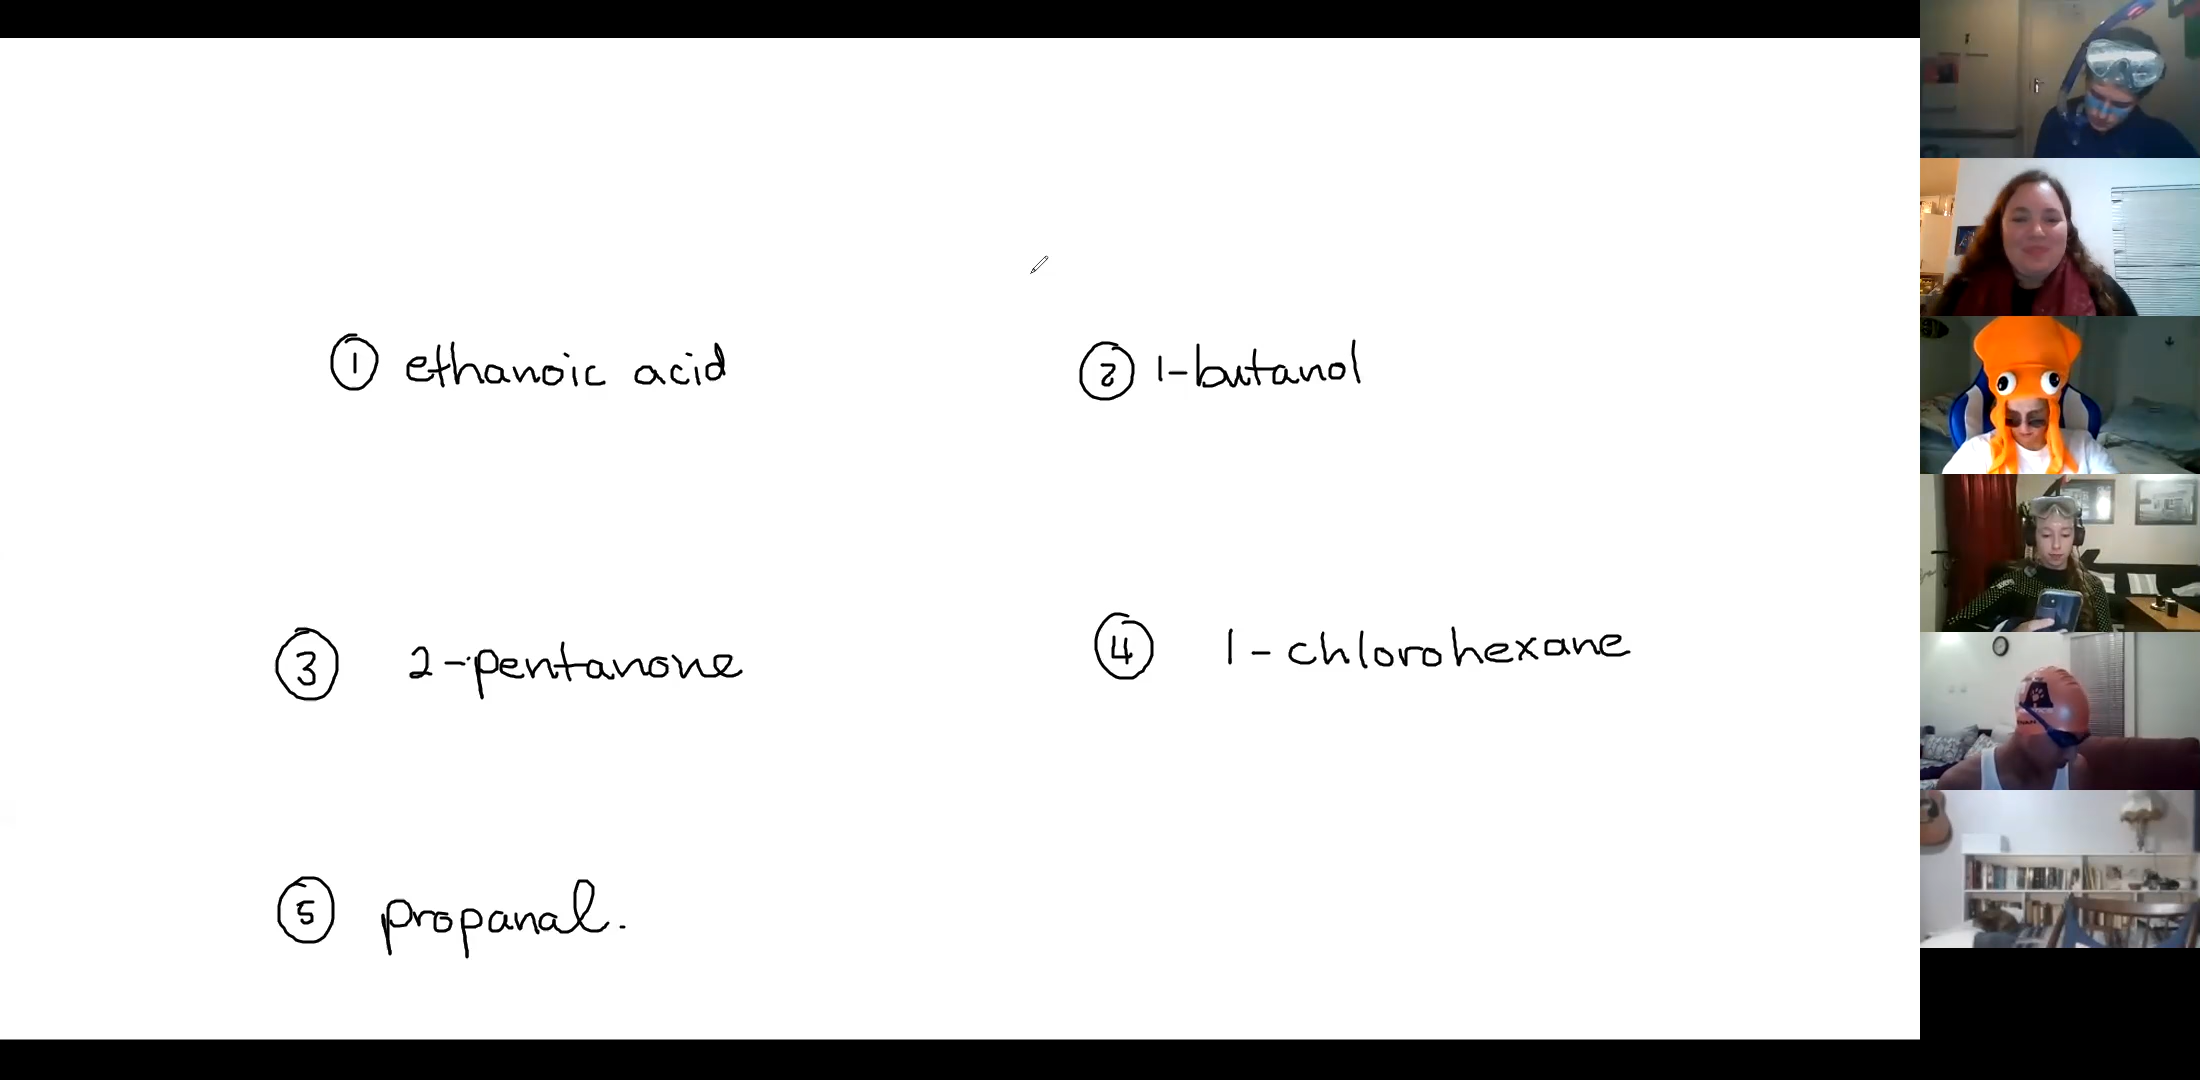 ① ethanoic acid
② 1-butanol
③ 2-pentanone
④ 1-chlorohexane
⑤ propanal.